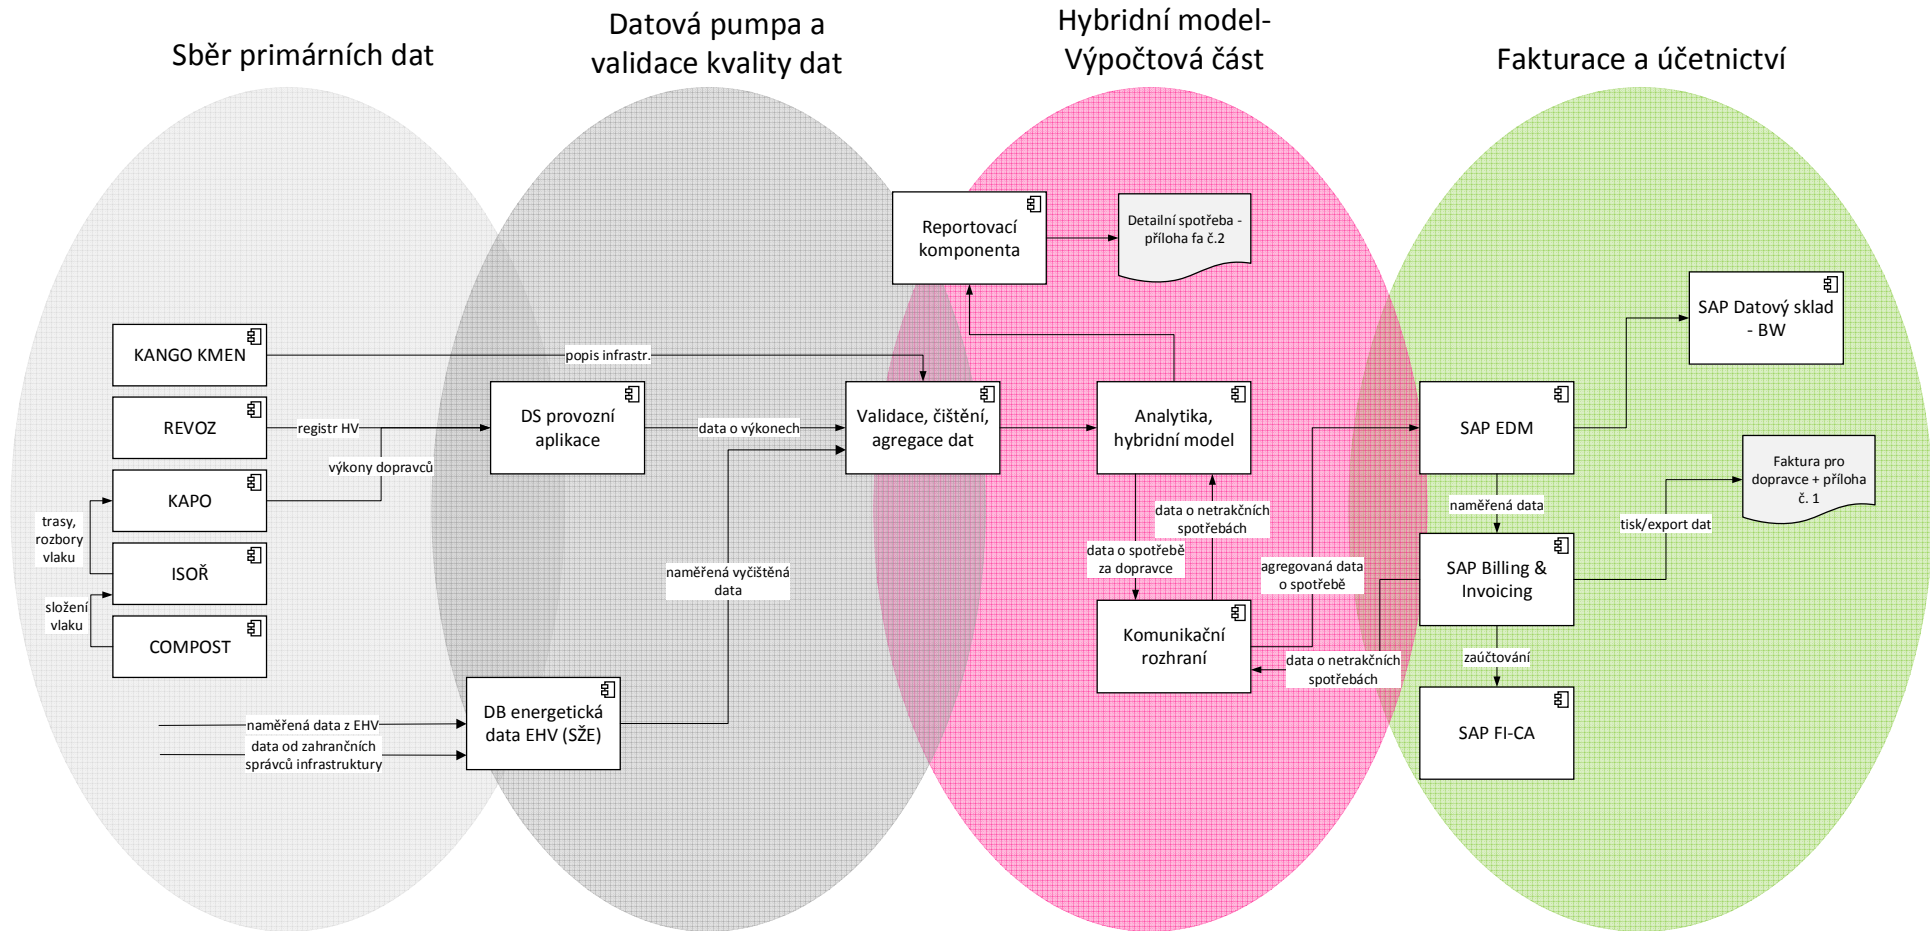 Sběr primárních dat
Datová pumpa a
validace kvality dat
Hybridní model-
Výpočtová část
Fakturace a účetnictví
Reportovací
komponenta
Detailní spotřeba -
příloha fa č.2
SAP Datový sklad
- BW
KANGO KMEN
popis infrastr.
REVOZ
registr HV
DS provozní
aplikace
data o výkonech
Validace, čištění,
agregace dat
Analytika,
hybridní model
SAP EDM
výkony dopravců
KAPO
trasy,
rozbory
vlaku
ISOŘ
složení
vlaku
COMPOST
naměřená vyčištěná
data
data o netrakčních
spotřebách
data o spotřebě
za dopravce
agregovaná data
o spotřebě
naměřená data
tisk/export dat
Faktura pro
dopravce + příloha
č. 1
SAP Billing &
Invoicing
Komunikační
rozhraní
data o netrakčních
spotřebách
zaúčtování
SAP FI-CA
naměřená data z EHV
data od zahrančních
správců infrastruktury
DB energetická
data EHV (SŽE)